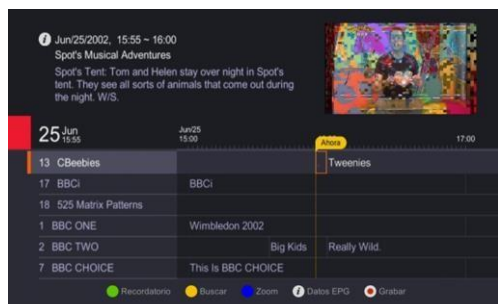 Jun/25/2002, 15:55 ~ 16:00
Spot's Musical Adventures
Spot's Tent: Tom and Helen stay over night in Spot's
tent. They see all sorts of animals that come out during
the night. W/S.
25 Jun 15:55
Jun/25
15:00
Ahora
17:00
13 CBeebies
Tweenies
17 BBCi
BBCi
18 525 Matrix Patterns
1 BBC ONE
Wimbledon 2002
2 BBC TWO
Big Kids
Really Wild.
7 BBC CHOICE
This Is BBC CHOICE
Recordatorio
Buscar
Zoom
Datos EPG
Grabar